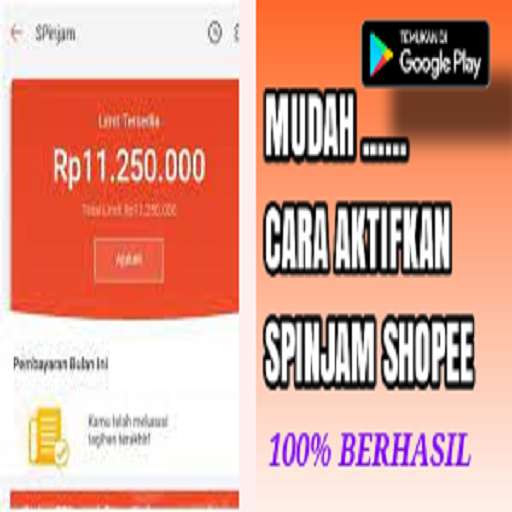 SPinjam
Limit Tersedia
Rp11.250.000
Total Limit Rp11.250.000
Ajukan
Pembayaran Bulan Ini
Kamu telah melunasi
tagihan terakhir!
TEMUKAN DI
Google Play
MUDAH ......
CARA AKTIFKAN
SPINJAM SHOPEE
100% BERHASIL